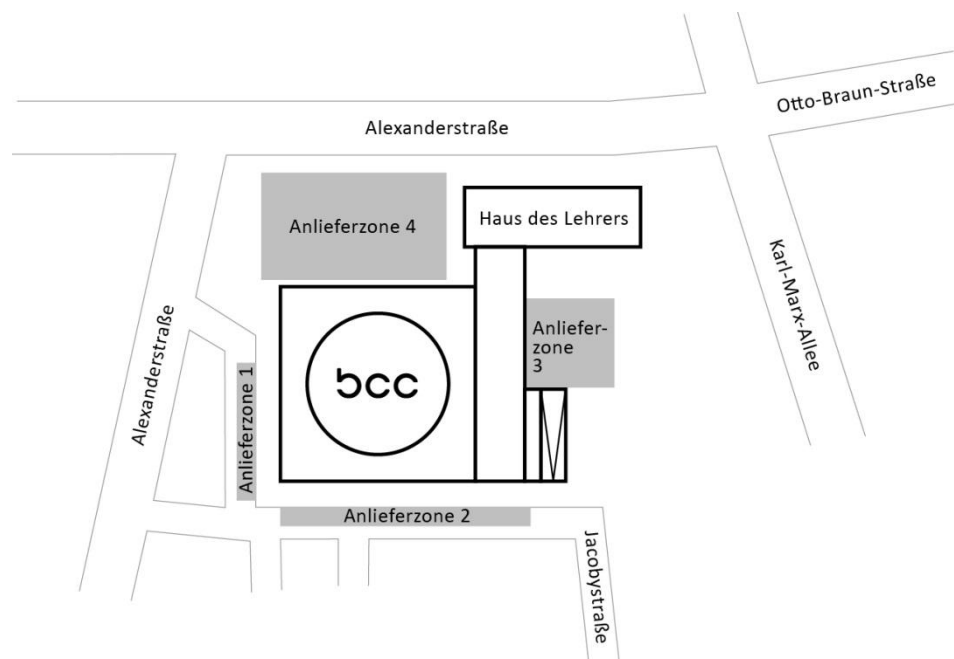 Otto-Braun-Straße
Alexanderstraße
Anlieferzone 4
Haus des Lehrers
Karl-Marx-Allee
Anliefer-
zone
3
Alexanderstraße
Anlieferzone 1
bcc
Anlieferzone 2
Jacobystraße